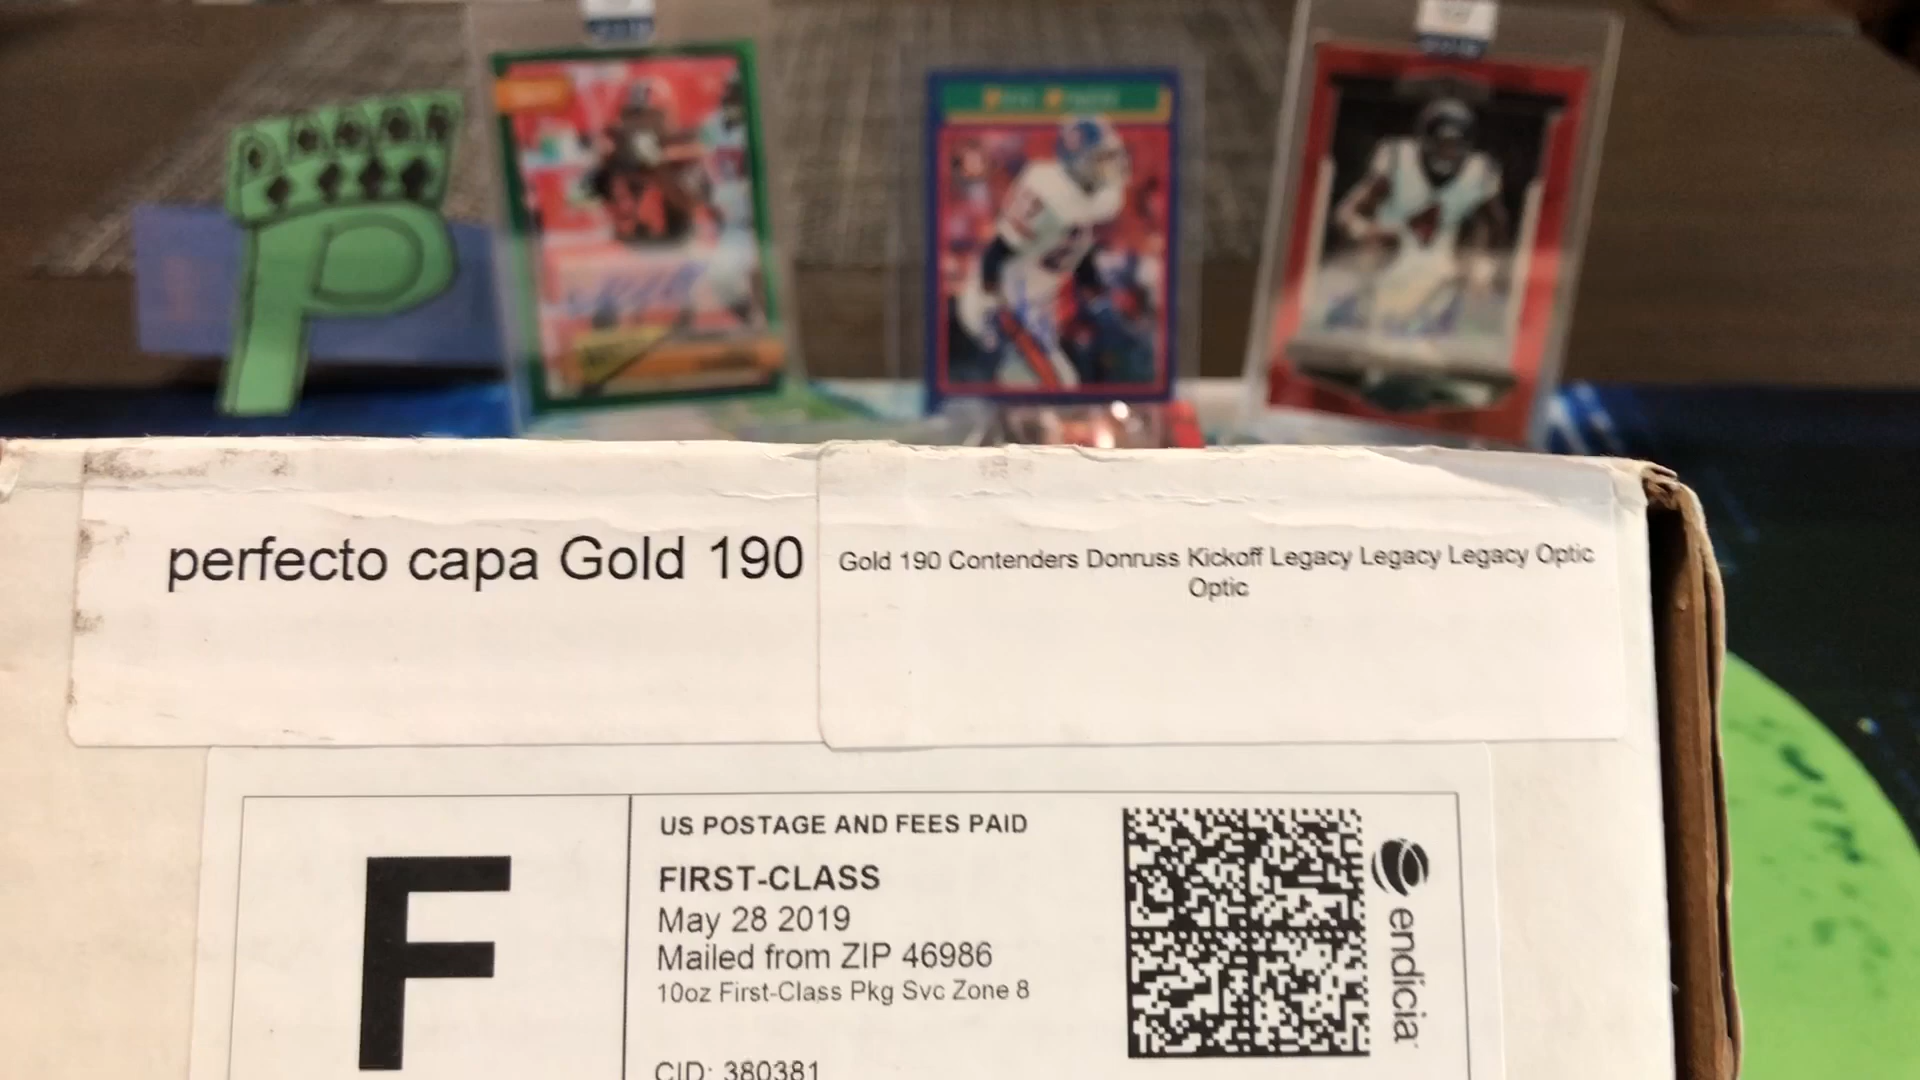 perfecto capa Gold 190
Gold 190 Contenders Donruss Kickoff Legacy Legacy Legacy Optic
Optic
F
US POSTAGE AND FEES PAID
FIRST-CLASS
May 28 2019
Mailed from ZIP 46986
10oz First-Class Pkg Svc Zone 8
CID: 380381
endicia
P